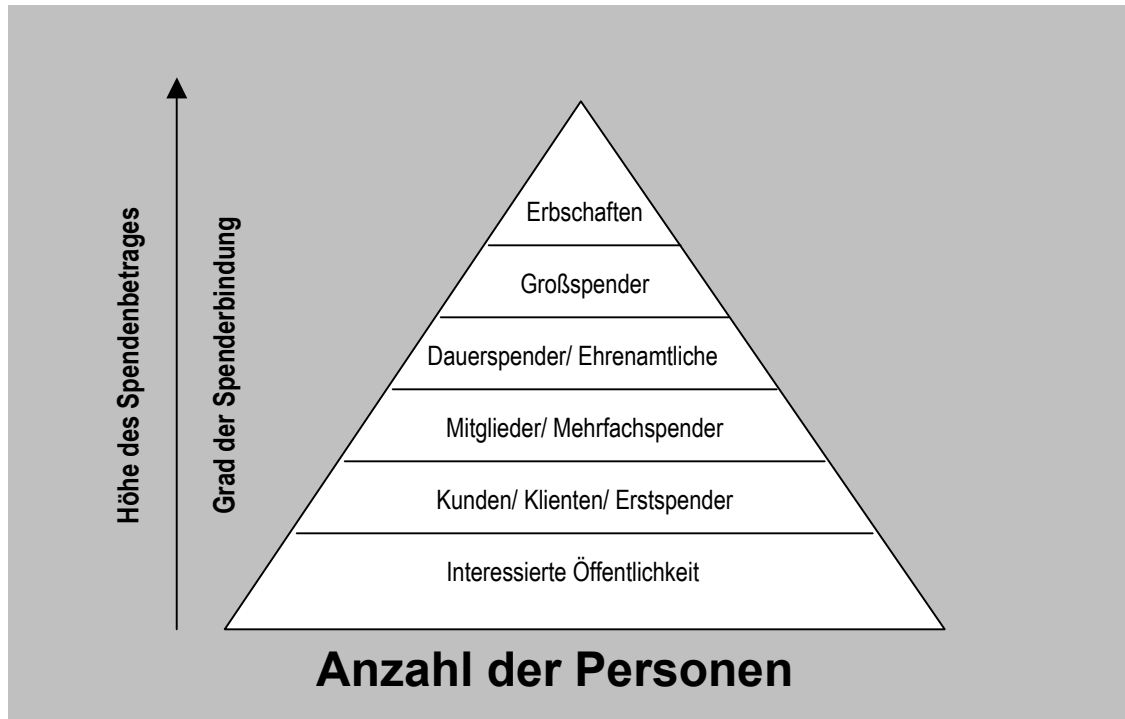 Höhe des Spendenbetrages
Grad der Spenderbindung
Erbschaften
Großspender
Dauerspender/ Ehrenamtliche
Mitglieder/ Mehrfachspender
Kunden/ Klienten/ Erstspender
Interessierte Öffentlichkeit
Anzahl der Personen